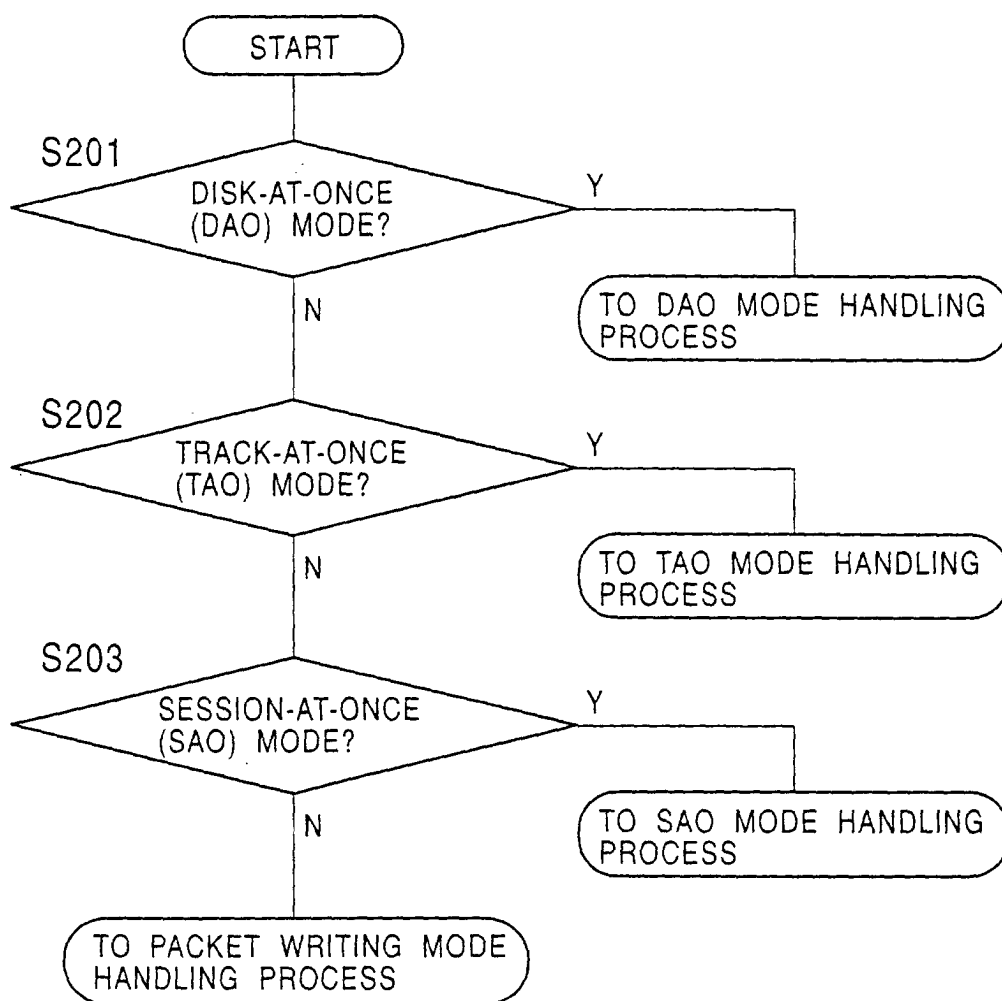 START
S201
DISK-AT-ONCE
(DAO) MODE?
Y
N
TO DAO MODE HANDLING
PROCESS
S202
TRACK-AT-ONCE
(TAO) MODE?
Y
N
TO TAO MODE HANDLING
PROCESS
S203
SESSION-AT-ONCE
(SAO) MODE?
Y
N
TO SAO MODE HANDLING
PROCESS
TO PACKET WRITING MODE
HANDLING PROCESS